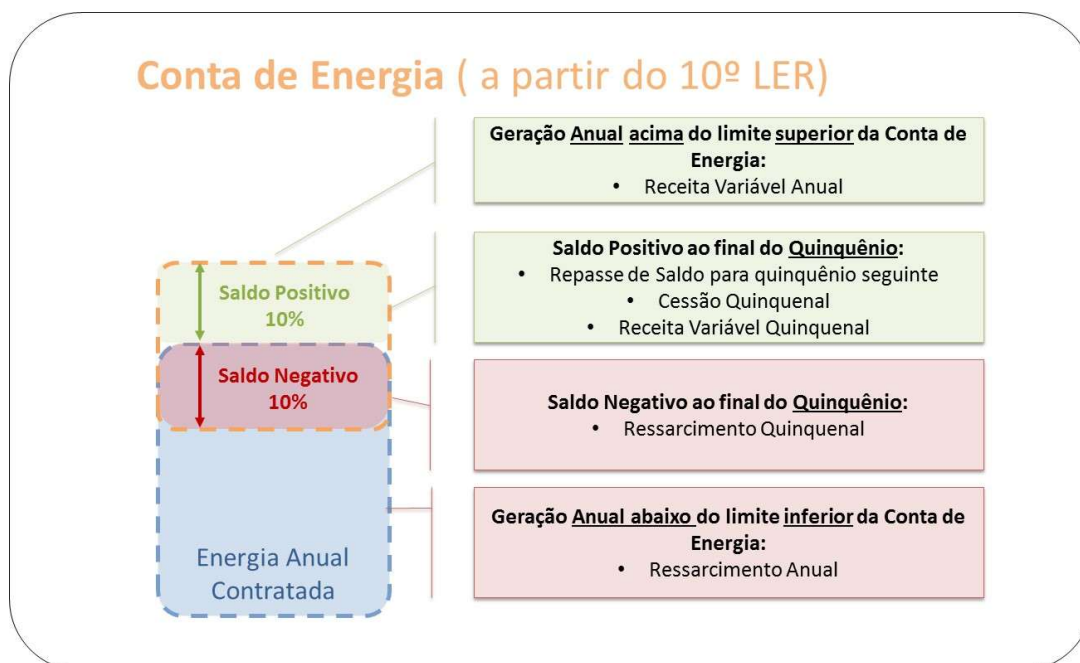 Conta de Energia ( a partir do 10º LER)
Geração Anual acima do limite superior da Conta de
Energia:
• Receita Variável Anual
Saldo Positivo ao final do Quinquênio:
• Repasse de Saldo para quinquênio seguinte
• Cessão Quinquenal
• Receita Variável Quinquenal
Saldo Positivo
10%
Saldo Negativo
10%
Saldo Negativo ao final do Quinquênio:
• Ressarcimento Quinquenal
Geração Anual abaixo do limite inferior da Conta de
Energia:
• Ressarcimento Anual
Energia Anual
Contratada